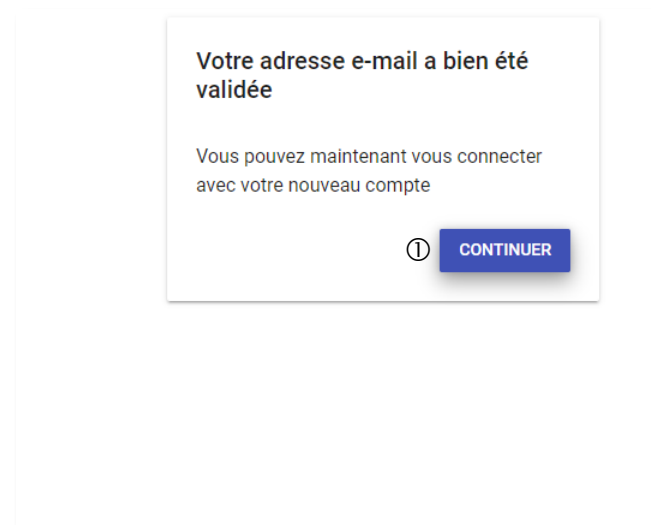 Votre adresse e-mail a bien été
validée
Vous pouvez maintenant vous connecter
avec votre nouveau compte
① CONTINUER